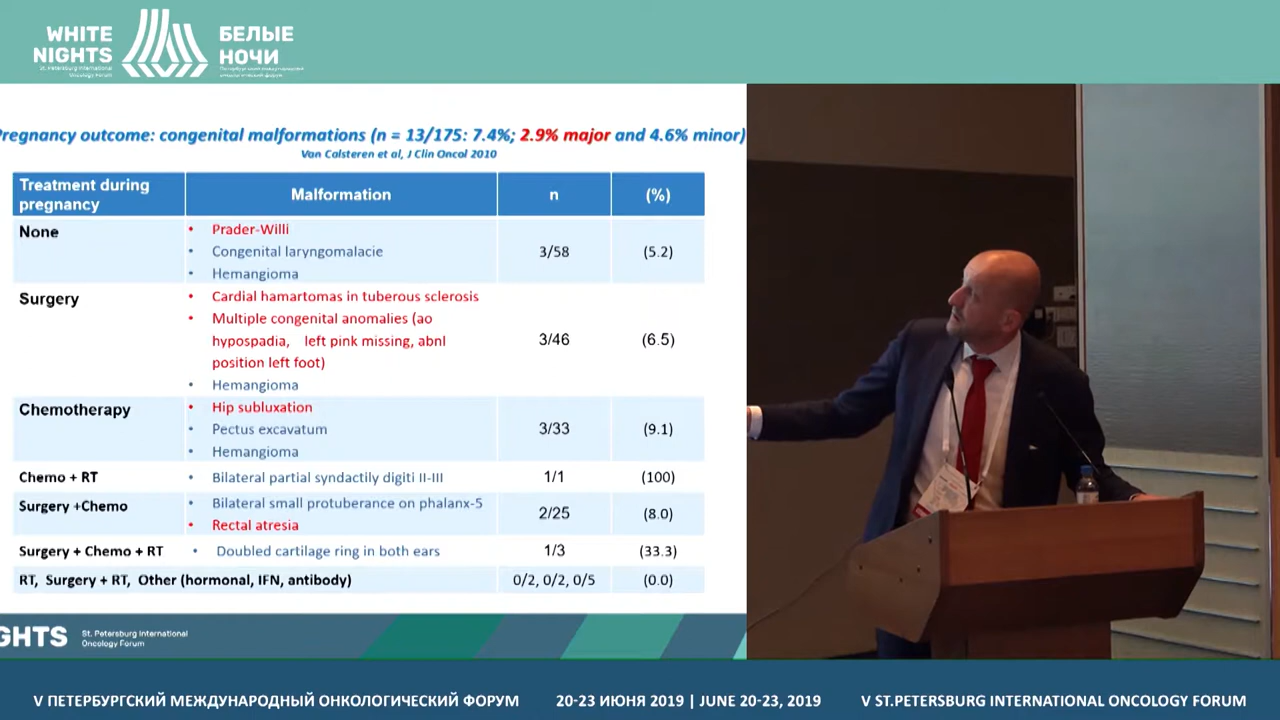 WHITE
NIGHTS
St. Petersburg International
Oncology Forum
БЕЛЫЕ
НОЧИ
Петербургский международный
онкологический форум
Pregnancy outcome: congenital malformations (n = 13/175: 7.4%; 2.9% major and 4.6% minor)
Van Calsteren et al, J Clin Oncol 2010
Treatment during
pregnancy
Malformation
n
(%)
None
• Prader-Willi
• Congenital laryngomalacie
• Hemangioma
3/58
(5.2)
Surgery
• Cardial hamartomas in tuberous sclerosis
• Multiple congenital anomalies (ao
hypospadia, left pink missing, abnl
position left foot)
• Hemangioma
3/46
(6.5)
Chemotherapy
• Hip subluxation
• Pectus excavatum
• Hemangioma
3/33
(9.1)
Chemo + RT
• Bilateral partial syndactily digiti II-III
1/1
(100)
Surgery +Chemo
• Bilateral small protuberance on phalanx-5
• Rectal atresia
2/25
(8.0)
Surgery + Chemo + RT
• Doubled cartilage ring in both ears
1/3
(33.3)
RT, Surgery + RT, Other (hormonal, IFN, antibody)
0/2, 0/2, 0/5
(0.0)
GHTS
St. Petersburg International
Oncology Forum
V ПЕТЕРБУРГСКИЙ МЕЖДУНАРОДНЫЙ ОНКОЛОГИЧЕСКИЙ ФОРУМ
20-23 ИЮНЯ 2019 | JUNE 20-23, 2019
V ST.PETERSBURG INTERNATIONAL ONCOLOGY FORUM